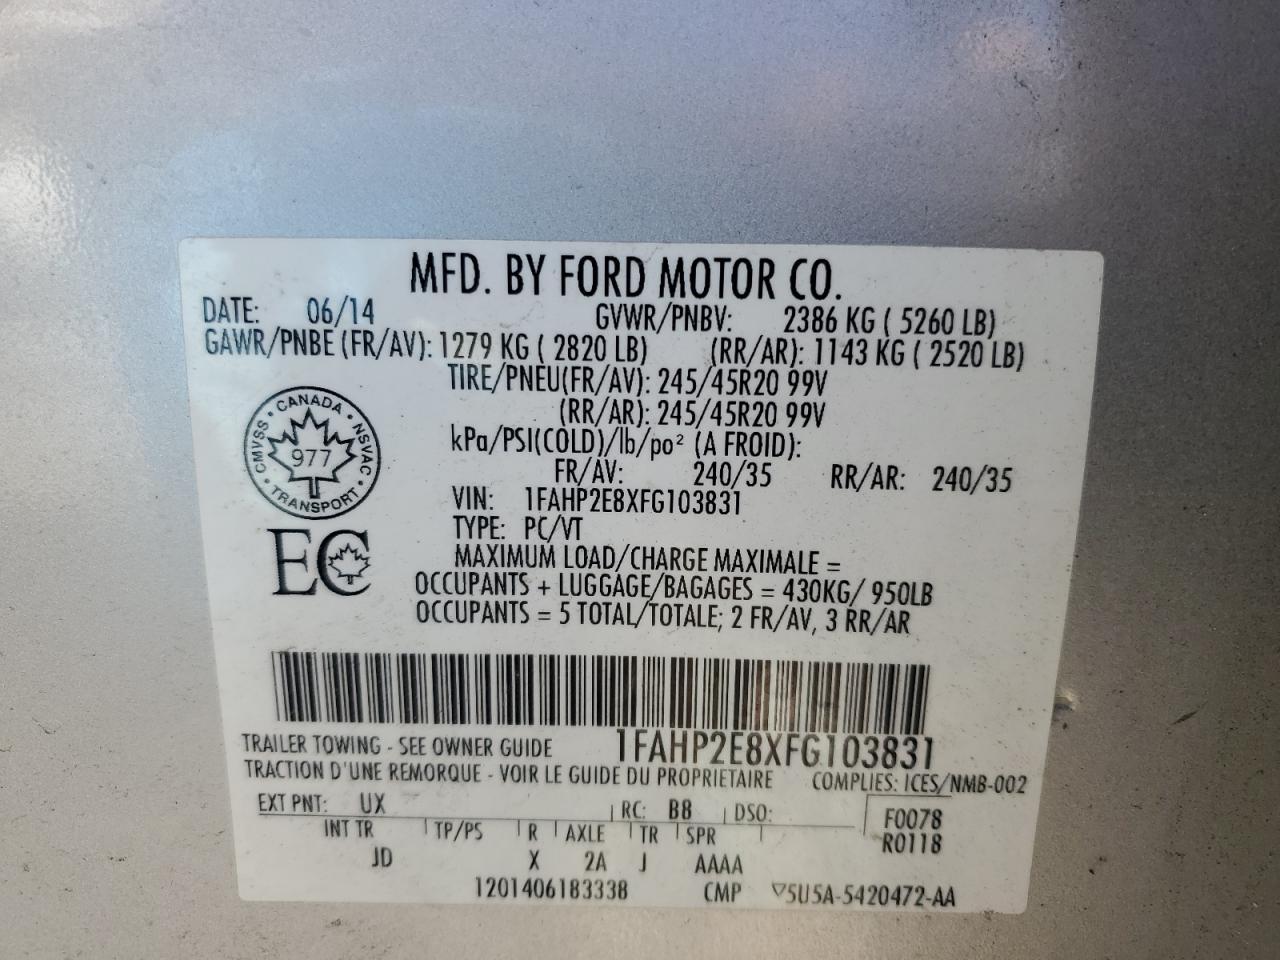 MFD. BY FORD MOTOR CO.
DATE: 06/14 GVWR/PNBV: 2386 KG ( 5260 LB)
GAWR/PNBE (FR/AV): 1279 KG ( 2820 LB) (RR/AR): 1143 KG ( 2520 LB)
TIRE/PNEU(FR/AV): 245/45R20 99V
(RR/AR): 245/45R20 99V
kPa/PSI(COLD)/lb/po² (A FROID):
FR/AV: 240/35 RR/AR: 240/35
CANADA · NSVAC · TRANSPORT · CMVSS ·
977
VIN: 1FAHP2E8XFG103831
TYPE: PC/VT
EC
MAXIMUM LOAD/CHARGE MAXIMALE =
OCCUPANTS + LUGGAGE/BAGAGES = 430KG/ 950LB
OCCUPANTS = 5 TOTAL/TOTALE; 2 FR/AV, 3 RR/AR
TRAILER TOWING - SEE OWNER GUIDE 1FAHP2E8XFG103831
TRACTION D'UNE REMORQUE - VOIR LE GUIDE DU PROPRIETAIRE COMPLIES: ICES/NMB-002
EXT PNT: UX RC: B8 DSO: F0078
INT TR TP/PS R AXLE TR SPR R0118
JD X 2A J AAAA
1201406183338 CMP ▽5U5A-5420472-AA